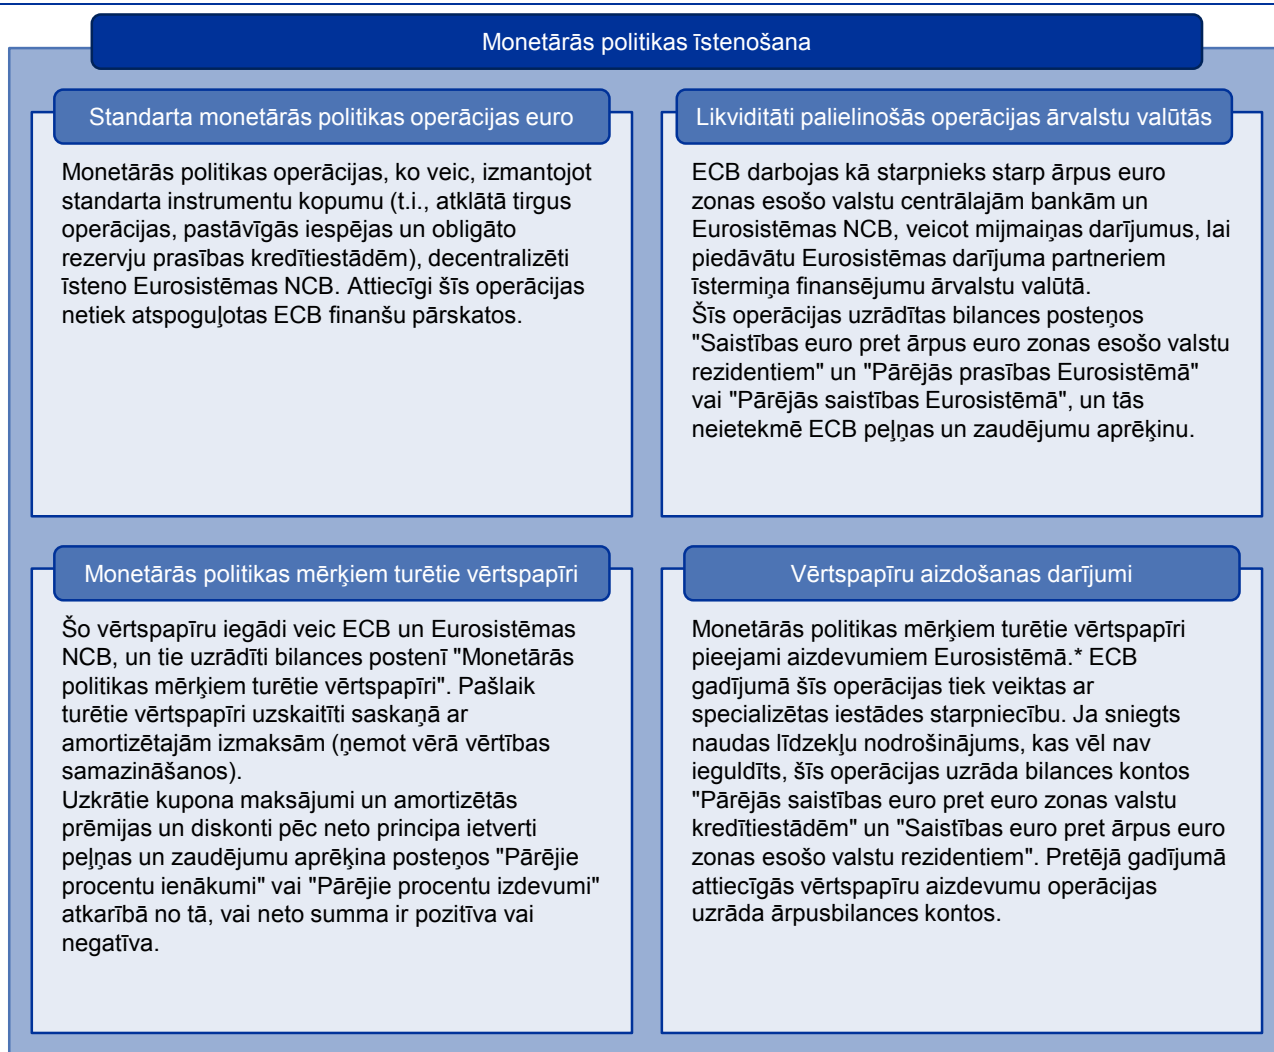 Monetārās politikas īstenošana
Standarta monetārās politikas operācijas euro
Monetārās politikas operācijas, ko veic, izmantojot
standarta instrumentu kopumu (t.i., atklātā tirgus
operācijas, pastāvīgās iespējas un obligāto
rezervju prasības kredītiestādēm), decentralizēti
īsteno Eurosistēmas NCB. Attiecīgi šīs operācijas
netiek atspoguļotas ECB finanšu pārskatos.
Likviditāti palielinošās operācijas ārvalstu valūtās
ECB darbojas kā starpnieks starp ārpus euro
zonas esošo valstu centrālajām bankām un
Eurosistēmas NCB, veicot mijmaiņas darījumus, lai
piedāvātu Eurosistēmas darījuma partneriem
īstermiņa finansējumu ārvalstu valūtā.
Šīs operācijas uzrādītas bilances posteņos
"Saistības euro pret ārpus euro zonas esošo valstu
rezidentiem" un "Pārējās prasības Eurosistēmā"
vai "Pārējās saistības Eurosistēmā", un tās
neietekmē ECB peļņas un zaudējumu aprēķinu.
Monetārās politikas mērķiem turētie vērtspapīri
Šo vērtspapīru iegādi veic ECB un Eurosistēmas
NCB, un tie uzrādīti bilances postenī "Monetārās
politikas mērķiem turētie vērtspapīri". Pašlaik
turētie vērtspapīri uzskaitīti saskaņā ar
amortizētajām izmaksām (ņemot vērā vērtības
samazināšanos).
Uzkrātie kupona maksājumi un amortizētās
prēmijas un diskonti pēc neto principa ietverti
peļņas un zaudējumu aprēķina posteņos "Pārējie
procentu ienākumi" vai "Pārējie procentu izdevumi"
atkarībā no tā, vai neto summa ir pozitīva vai
negatīva.
Vērtspapīru aizdošanas darījumi
Monetārās politikas mērķiem turētie vērtspapīri
pieejami aizdevumiem Eurosistēmā.* ECB
gadījumā šīs operācijas tiek veiktas ar
specializētas iestādes starpniecību. Ja sniegts
naudas līdzekļu nodrošinājums, kas vēl nav
ieguldīts, šīs operācijas uzrāda bilances kontos
"Pārējās saistības euro pret euro zonas valstu
kredītiestādēm" un "Saistības euro pret ārpus euro
zonas esošo valstu rezidentiem". Pretējā gadījumā
attiecīgās vērtspapīru aizdevumu operācijas
uzrāda ārpusbilances kontos.